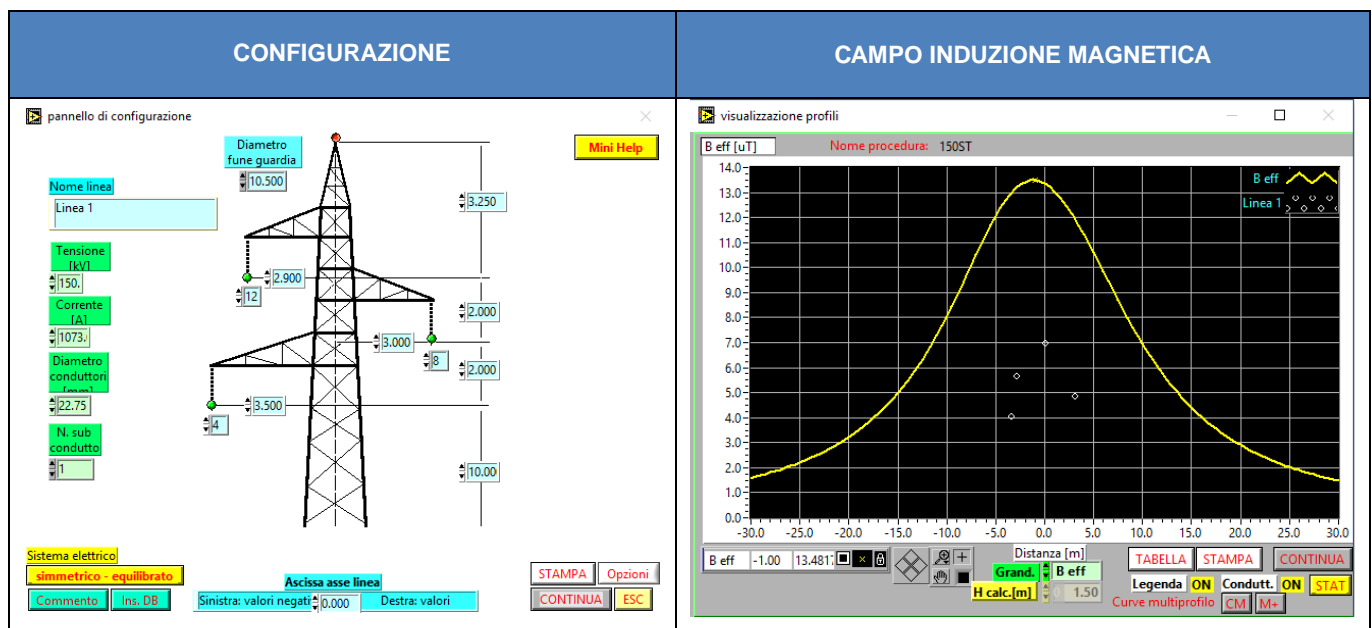 CONFIGURAZIONE
CAMPO INDUZIONE MAGNETICA
pannello di configurazione
Diametro
fune guardia
10.500
Mini Help
Nome linea
Linea 1
3.250
Tensione
[kV]
150.
2.900
12
Corrente
[A]
1073.
2.000
3.000
8
Diametro
conduttori
[mm]
22.75
2.000
3.500
4
N. sub
condutto
1
10.00
Sistema elettrico
simmetrico - equilibrato
Commento
Ins. DB
Ascissa asse linea
Sinistra: valori negati
0.000
Destra: valori
STAMPA
Opzioni
CONTINUA
ESC
visualizzazione profili
B eff [uT]
Nome procedura: 150ST
14.0
13.0
12.0
11.0
10.0
9.0
8.0
7.0
6.0
5.0
4.0
3.0
2.0
1.0
0.0
B eff
Linea 1
-30.0 -25.0 -20.0 -15.0 -10.0 -5.0 0.0 5.0 10.0 15.0 20.0 25.0 30.0
Distanza [m]
B eff -1.00 13.481
Grand. B eff
H calc.[m] 1.50
TABELLA STAMPA CONTINUA
Legenda ON Condutt. ON STAT
Curve multiprofilo CM M+